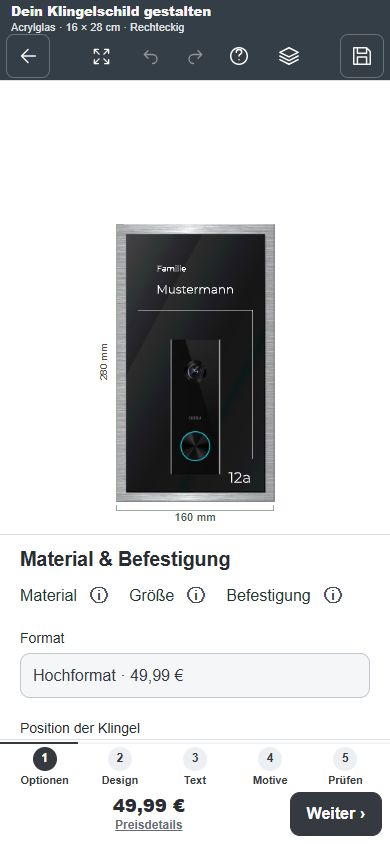 Dein Klingelschild gestalten
Acrylglas · 16 × 28 cm · Rechteckig
Familie
Mustermann
280 mm
12a
160 mm
Material & Befestigung
Material Größe Befestigung
Format
Hochformat · 49,99 €
Position der Klingel
1 2 3 4 5
Optionen Design Text Motive Prüfen
49,99 €
Preisdetails
Weiter ›